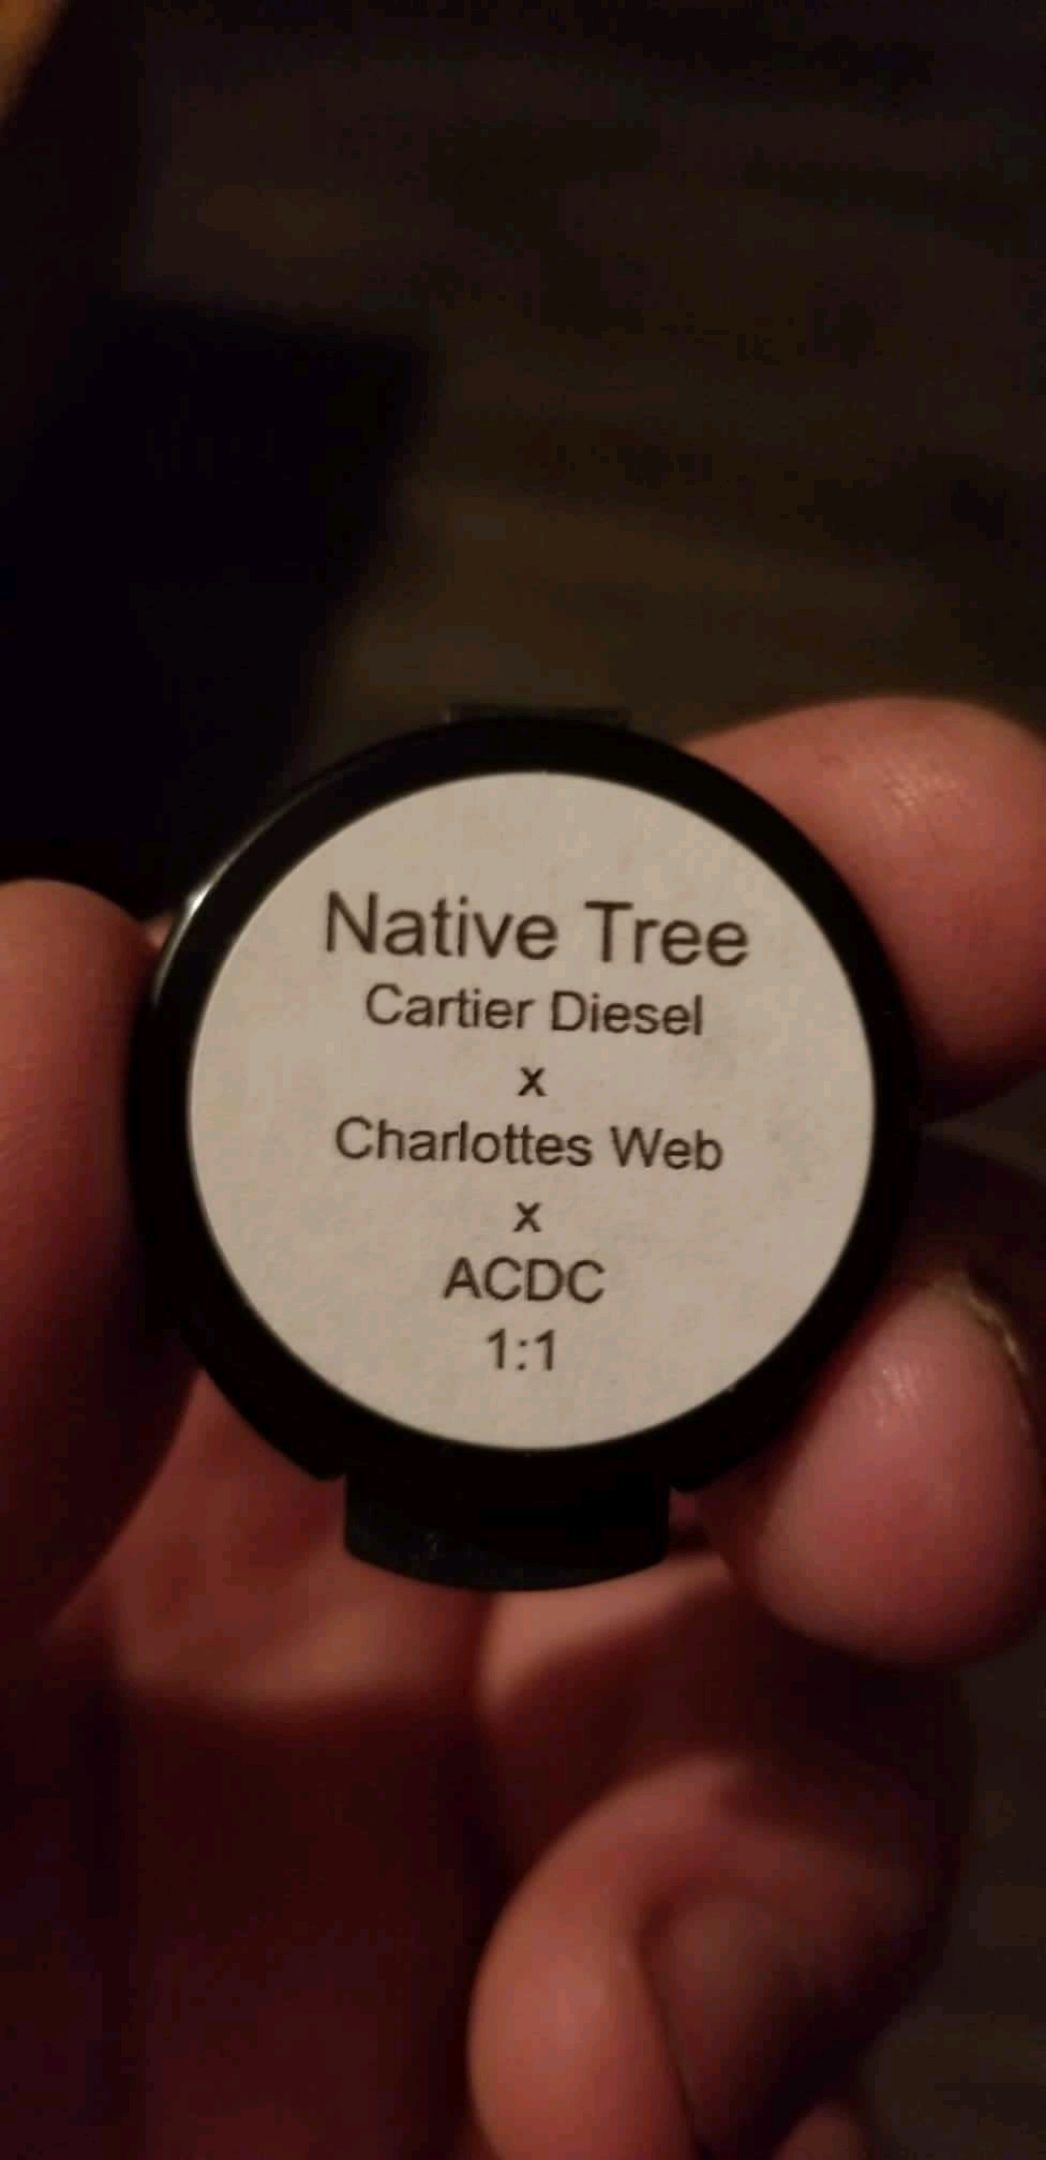 Native Tree
Cartier Diesel
x
Charlottes Web
x
ACDC
1:1